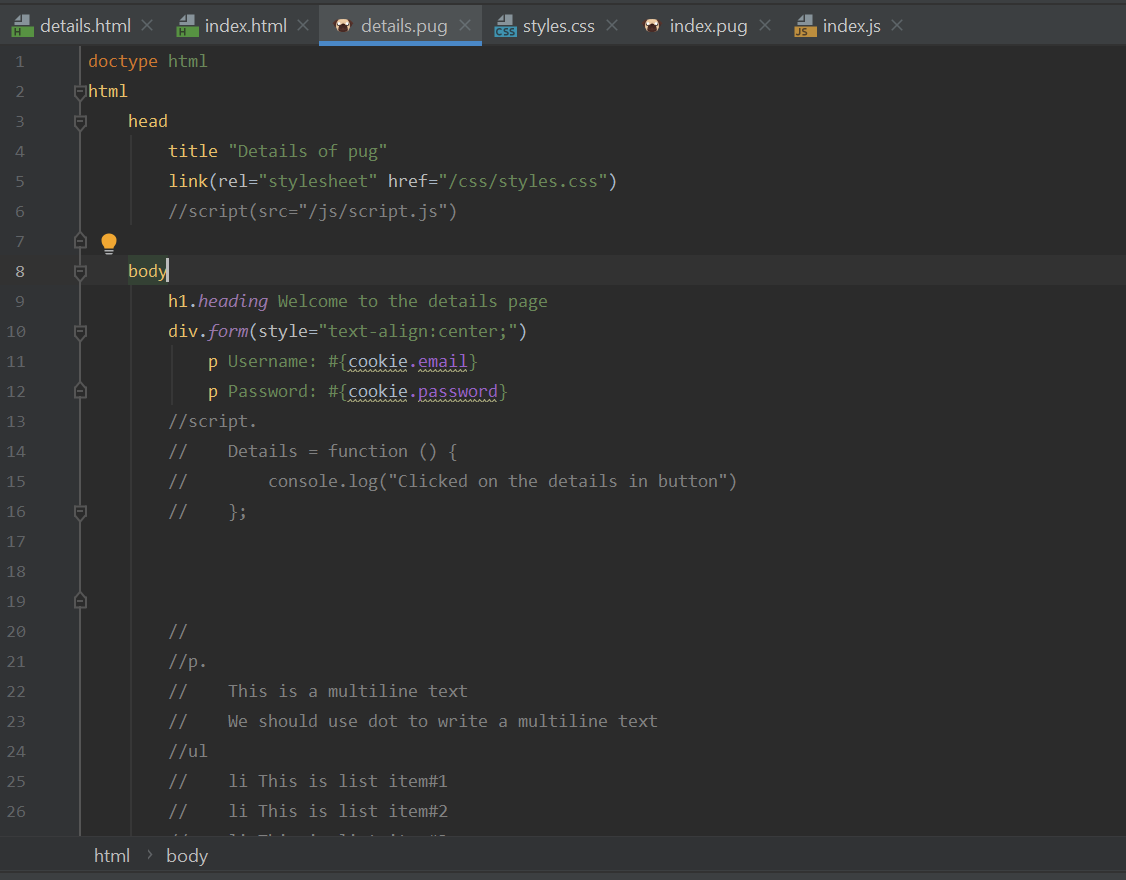 details.html index.html details.pug styles.css index.pug index.js
1 doctype html
2 html
3     head
4         title "Details of pug"
5         link(rel="stylesheet" href="/css/styles.css")
6         //script(src="/js/script.js")
7
8     body
9         h1.heading Welcome to the details page
10         div.form(style="text-align:center;")
11             p Username: #{cookie.email}
12             p Password: #{cookie.password}
13         //script.
14         //    Details = function () {
15         //        console.log("Clicked on the details in button")
16         //    };
17
18
19
20         //
21         //p.
22         //    This is a multiline text
23         //    We should use dot to write a multiline text
24         //ul
25         //    li This is list item#1
26         //    li This is list item#2
html › body